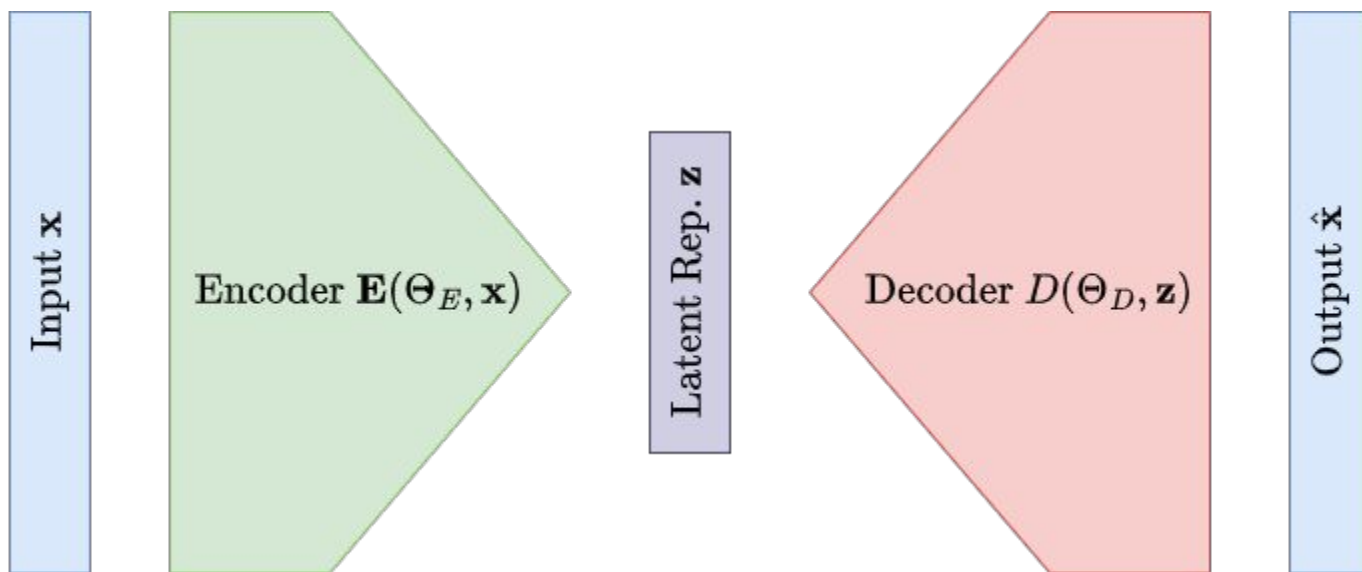 Input x
Encoder E(Θ_E, x)
Latent Rep. z
Decoder D(Θ_D, z)
Output x̂